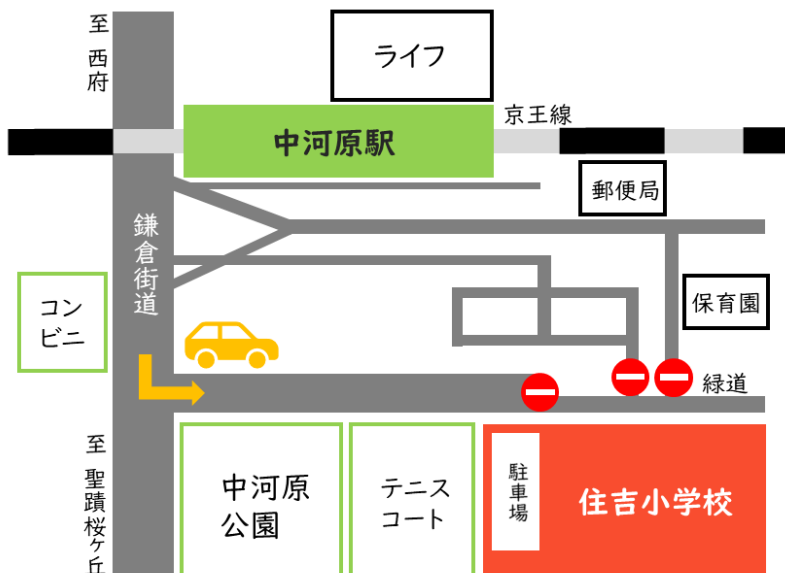 至
西府
ライフ
京王線
中河原駅
郵便局
鎌倉街道
コン
ビニ
保育園
緑道
至
聖蹟桜ヶ丘
中河原
公園
テニス
コート
駐車場
住吉小学校